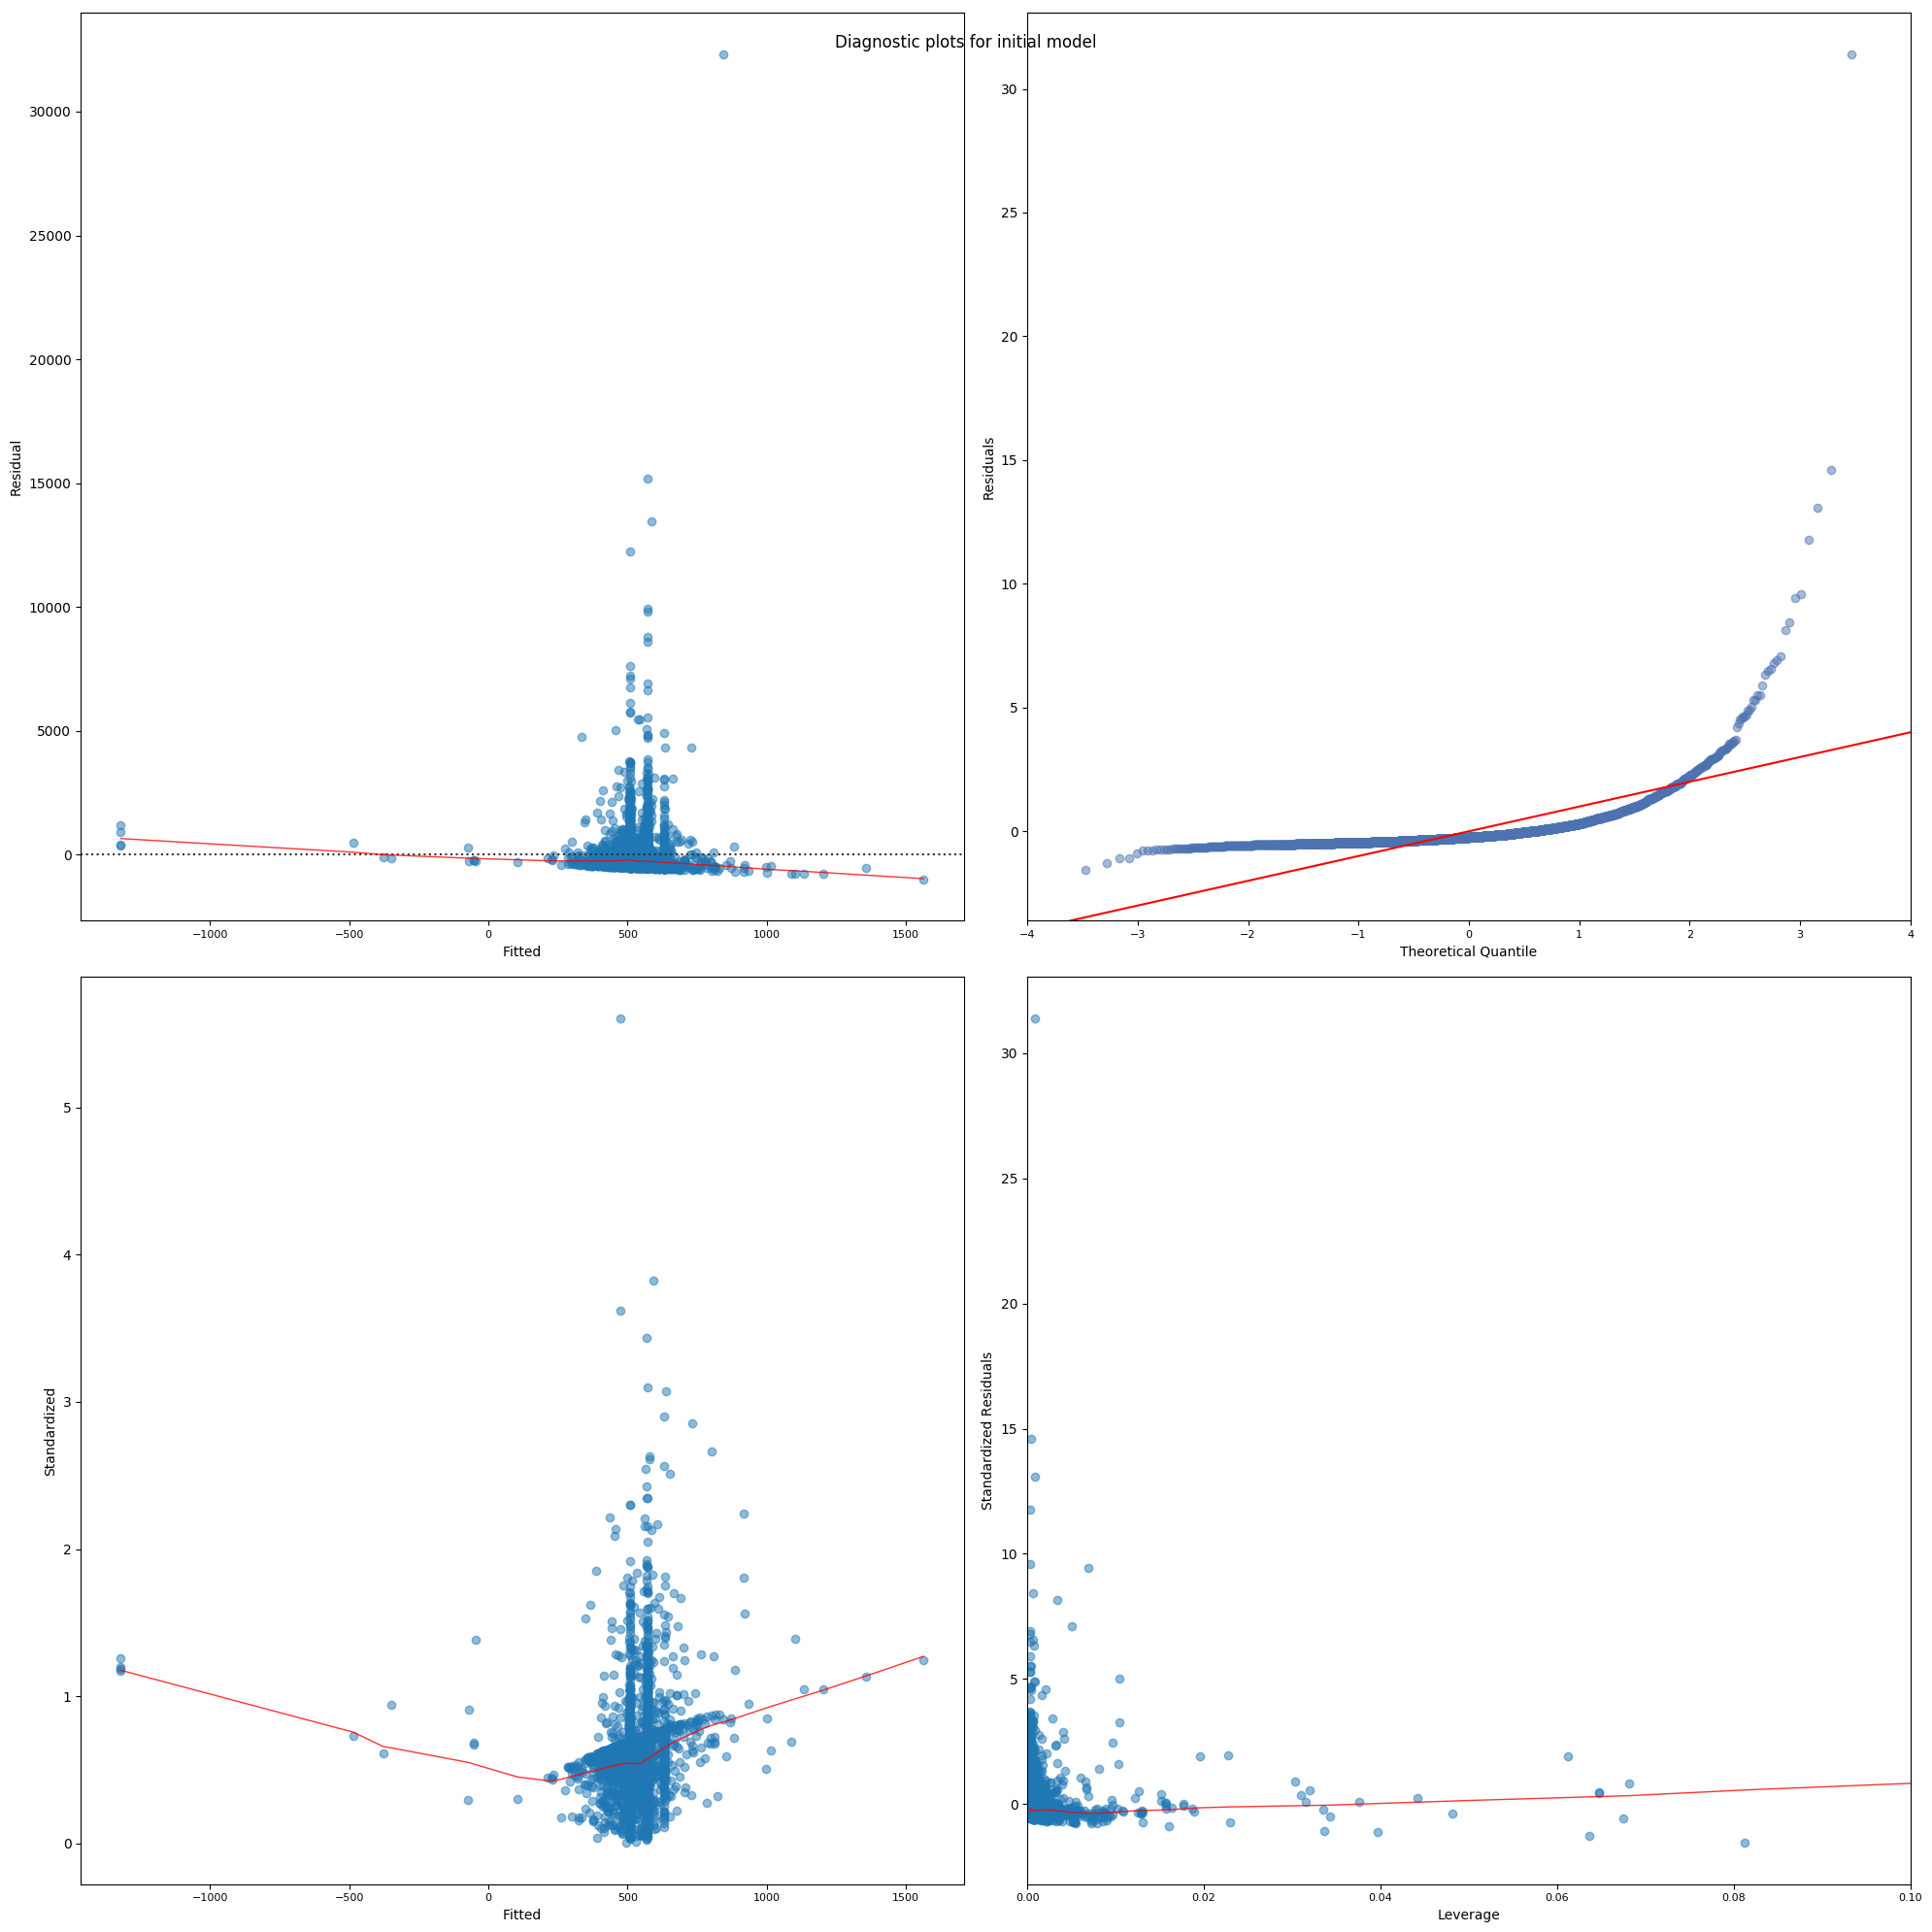 Diagnostic plots for initial model
30000
25000
20000
15000
10000
5000
0
Residual
−1000 −500 0 500 1000 1500
Fitted
30
25
20
15
10
5
0
Residuals
−4 −3 −2 −1 0 1 2 3 4
Theoretical Quantile
5
4
3
2
1
0
Standardized
−1000 −500 0 500 1000 1500
Fitted
30
25
20
15
10
5
0
Standardized Residuals
0.00 0.02 0.04 0.06 0.08 0.10
Leverage